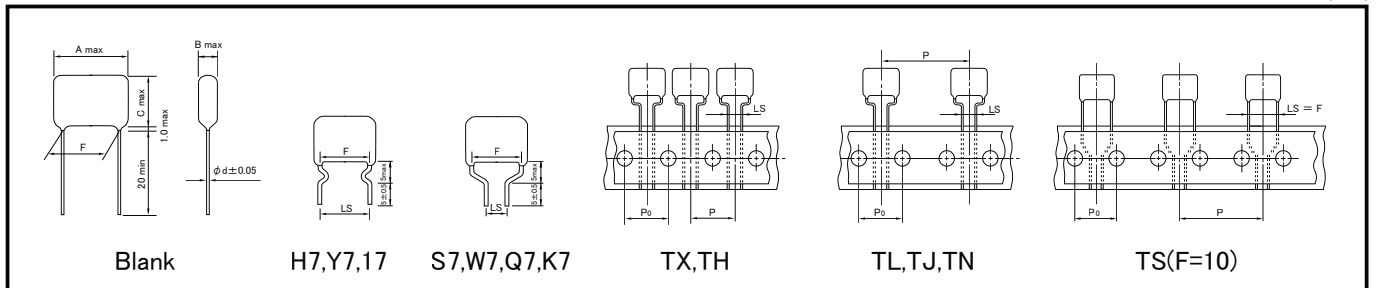 A max
B max
C max
1.0 max
F
20 min
φd±0.05
Blank
F
5max
5±0.5
LS
H7,Y7,17
F
5max
5±0.5
LS
S7,W7,Q7,K7
LS
P0
P
TX,TH
P
LS
P0
TL,TJ,TN
LS = F
P0
P
TS(F=10)